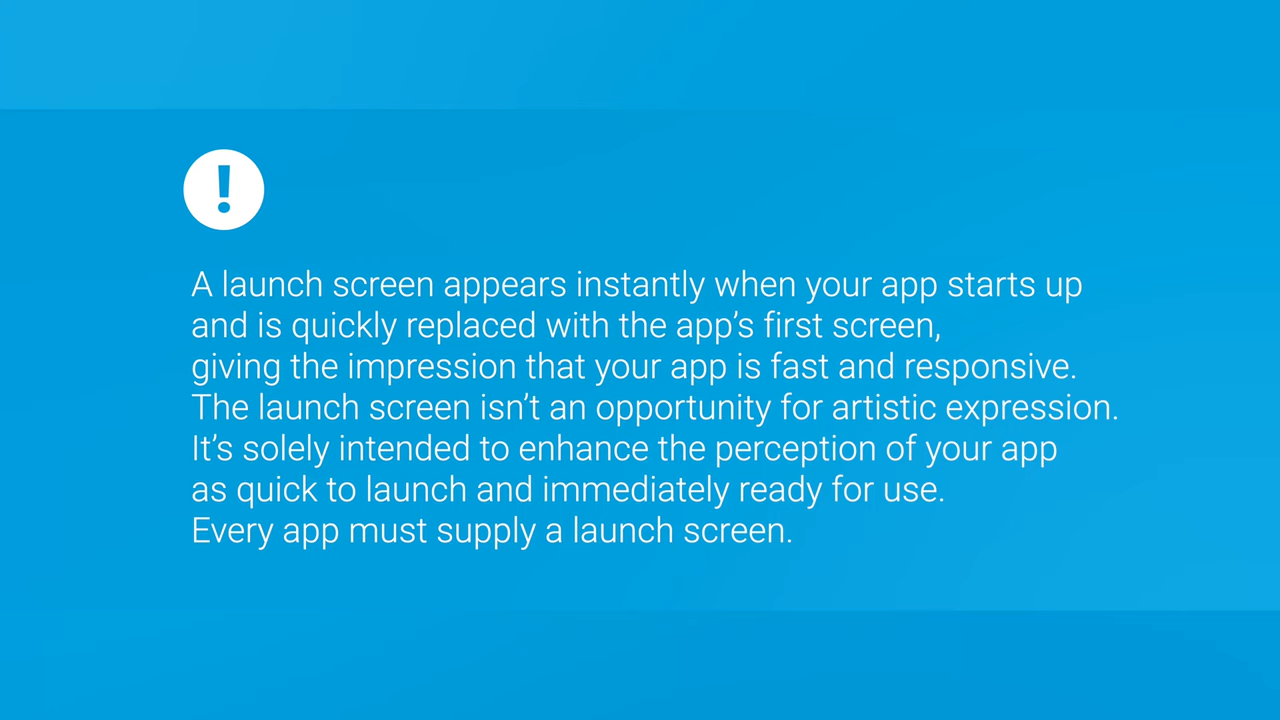 !
A launch screen appears instantly when your app starts up
and is quickly replaced with the app’s first screen,
giving the impression that your app is fast and responsive.
The launch screen isn’t an opportunity for artistic expression.
It’s solely intended to enhance the perception of your app
as quick to launch and immediately ready for use.
Every app must supply a launch screen.